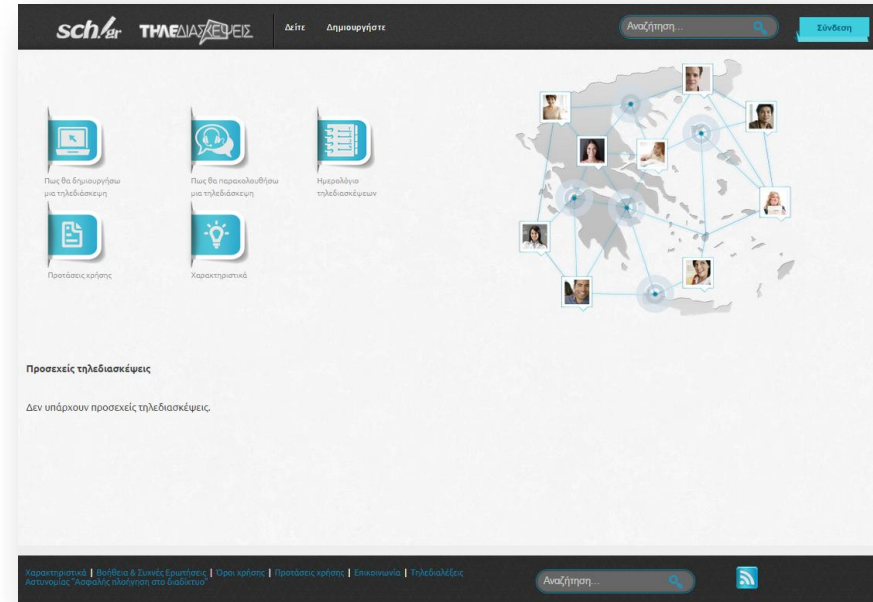 sch.gr ΤΗΛΕΔΙΑΣΚΕΨΕΙΣ Δείτε Δημιουργήστε Αναζήτηση... Σύνδεση
Πως θα δημιουργήσω
μια τηλεδιάσκεψη
Πως θα παρακολουθήσω
μια τηλεδιάσκεψη
Ημερολόγιο
τηλεδιασκέψεων
Προτάσεις χρήσης
Χαρακτηριστικά
Προσεχείς τηλεδιασκέψεις
Δεν υπάρχουν προσεχείς τηλεδιασκέψεις.
Χαρακτηριστικά | Βοήθεια & Συχνές Ερωτήσεις | Όροι χρήσης | Προτάσεις χρήσης | Επικοινωνία | Τηλεδιαλέξεις
Αστυνομίας "Ασφαλής πλοήγηση στο διαδίκτυο"
Αναζήτηση...